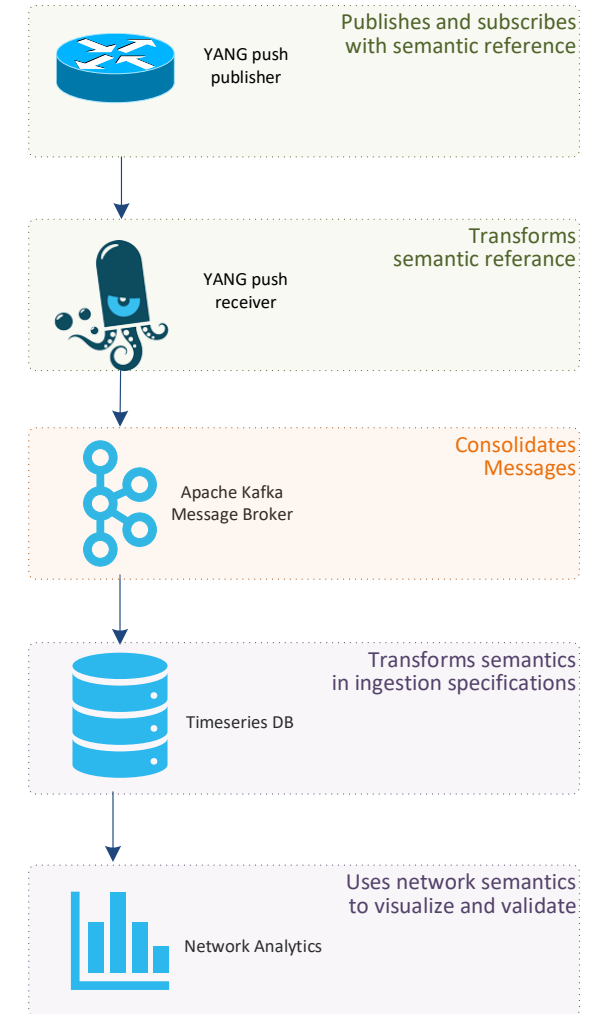 Publishes and subscribes
with semantic reference
YANG push
publisher
Transforms
semantic referance
YANG push
receiver
Consolidates
Messages
Apache Kafka
Message Broker
Transforms semantics
in ingestion specifications
Timeseries DB
Uses network semantics
to visualize and validate
Network Analytics